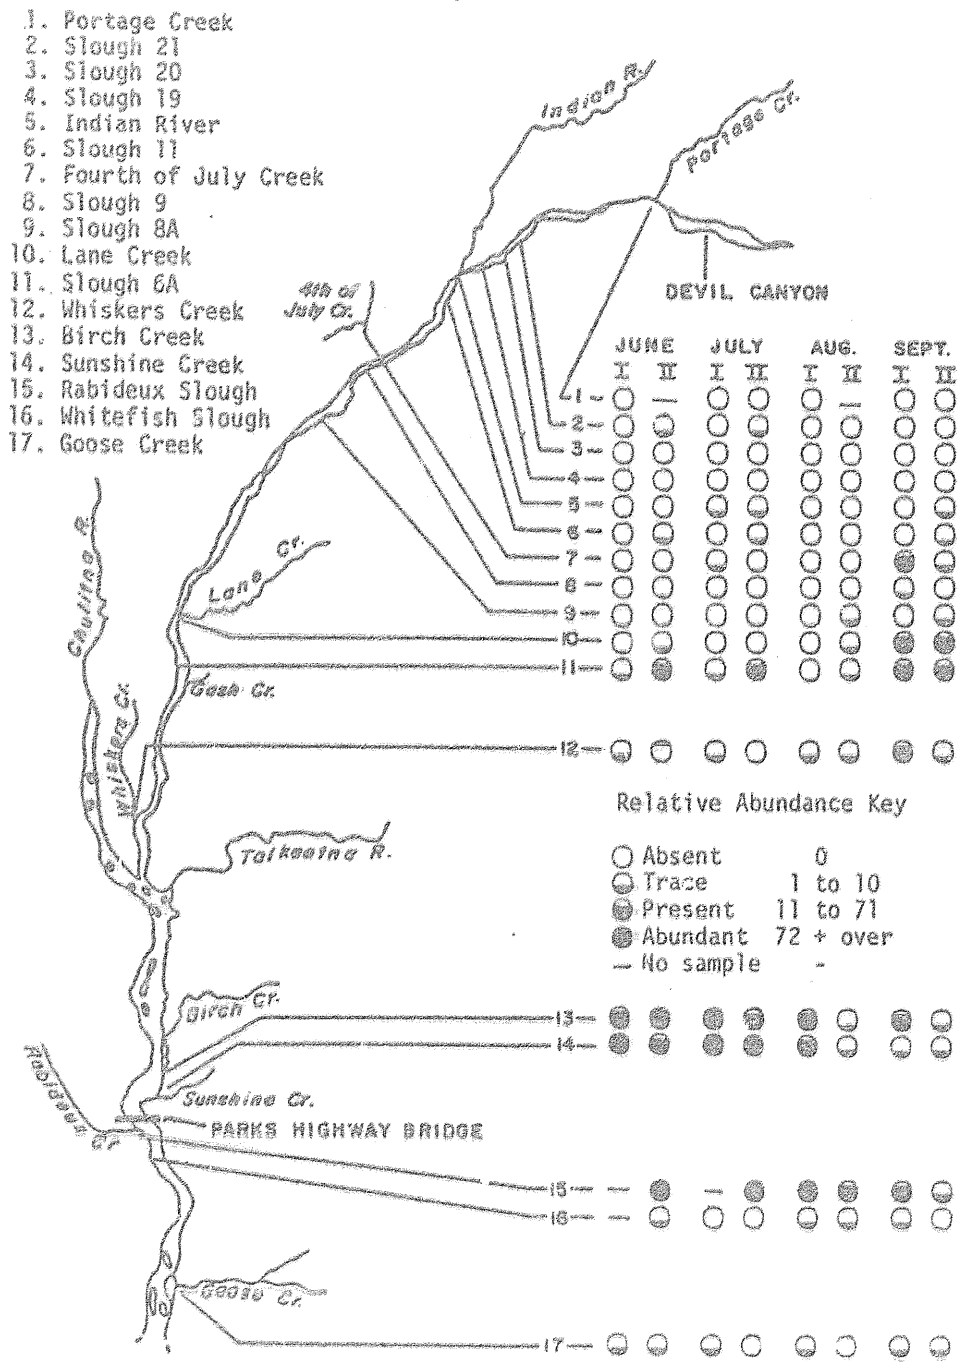 1. Portage Creek
2. Slough 21
3. Slough 20
4. Slough 19
5. Indian River
6. Slough 11
7. Fourth of July Creek
8. Slough 9
9. Slough 8A
10. Lane Creek
11. Slough 6A
12. Whiskers Creek
13. Birch Creek
14. Sunshine Creek
15. Rabideux Slough
16. Whitefish Slough
17. Goose Creek
Indian R.
Portage Cr.
DEVIL CANYON
4th of
July Cr.
JUNE JULY AUG. SEPT.
I II I II I II I II
1 –
2 –
3 –
4 –
5 –
6 –
7 –
8 –
9 –
10 –
11 –
12 –
Chulitna R.
Lane Cr.
Gash Cr.
Whiskers Cr.
Talkeetna R.
Relative Abundance Key
Absent 0
Trace 1 to 10
Present 11 to 71
Abundant 72 + over
– No sample -
Birch Cr.
13 –
14 –
Rabideux Cr
Sunshine Cr.
PARKS HIGHWAY BRIDGE
15 –
16 –
Goose Cr.
17 –